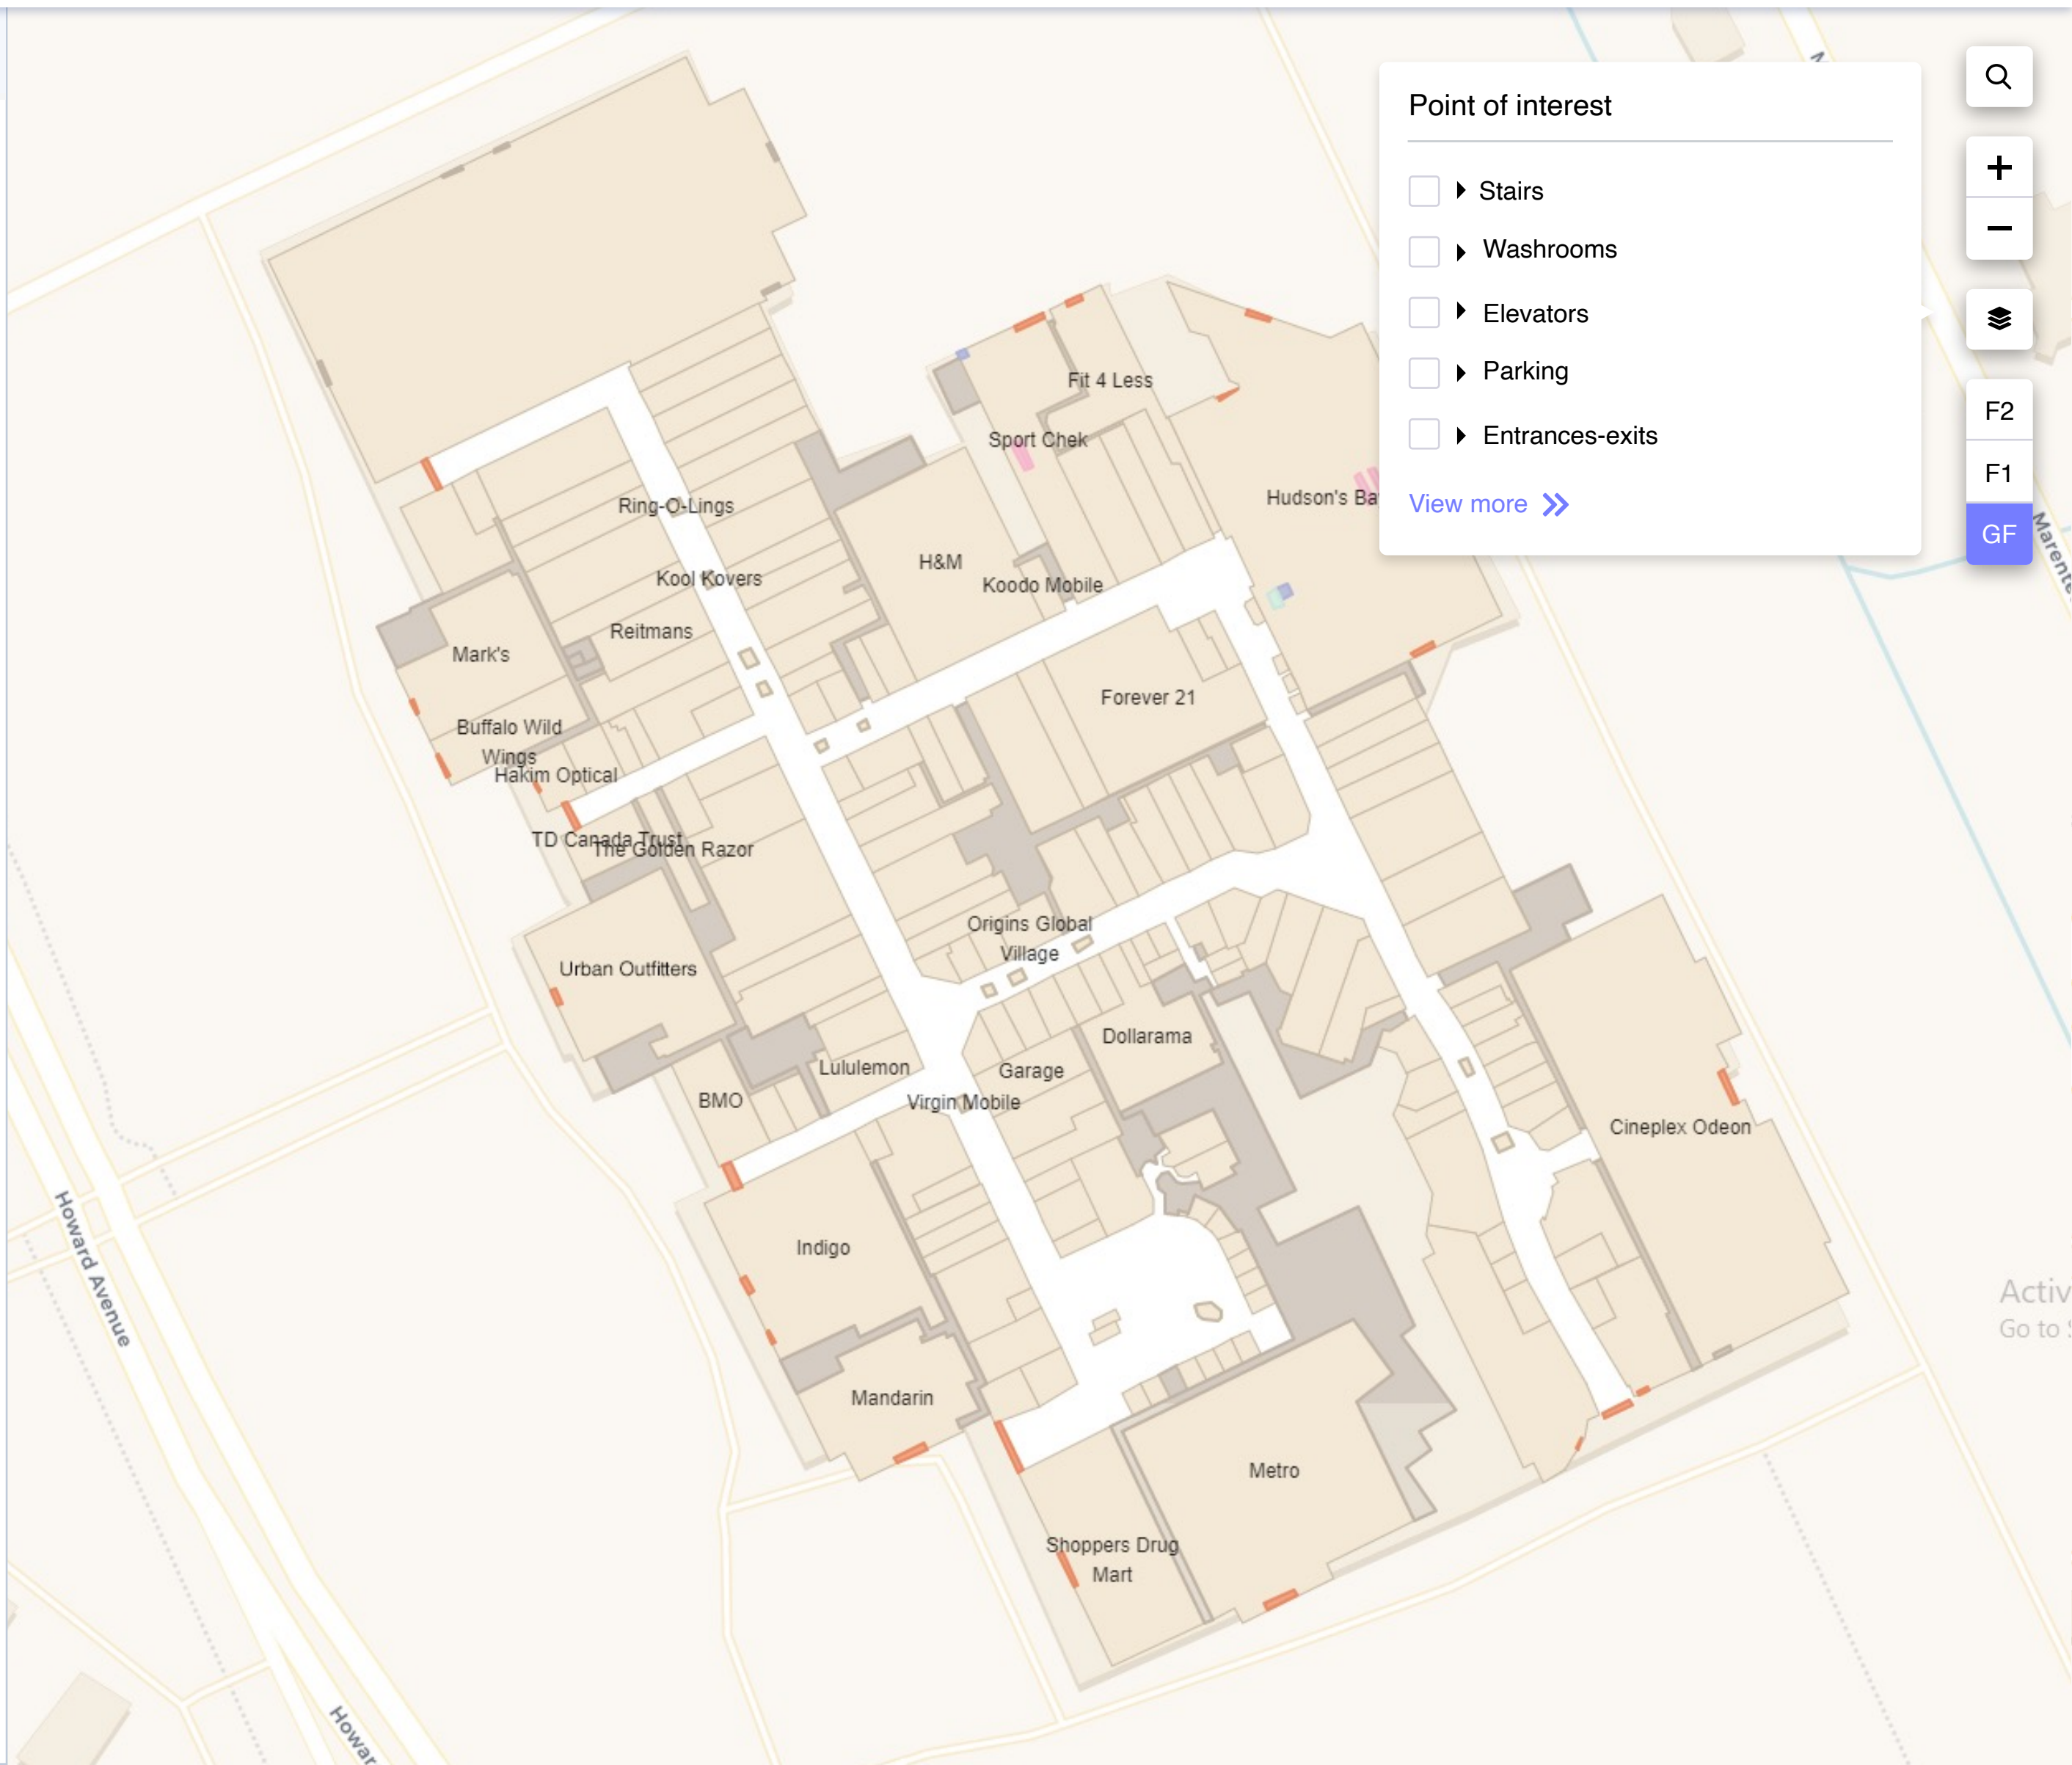 Point of interest
Stairs
Washrooms
Elevators
Parking
Entrances-exits
View more
F2
F1
GF
Fit 4 Less
Sport Chek
Hudson's Ba
Ring-O-Lings
H&M
Koodo Mobile
Kool Kovers
Reitmans
Mark's
Forever 21
Buffalo Wild
Wings
Hakim Optical
TD Canada Trust
The Golden Razor
Origins Global
Village
Urban Outfitters
Dollarama
Lululemon
Garage
BMO
Virgin Mobile
Cineplex Odeon
Indigo
Mandarin
Metro
Shoppers Drug
Mart
Howard Avenue
Howar
Marente
Activ
Go to